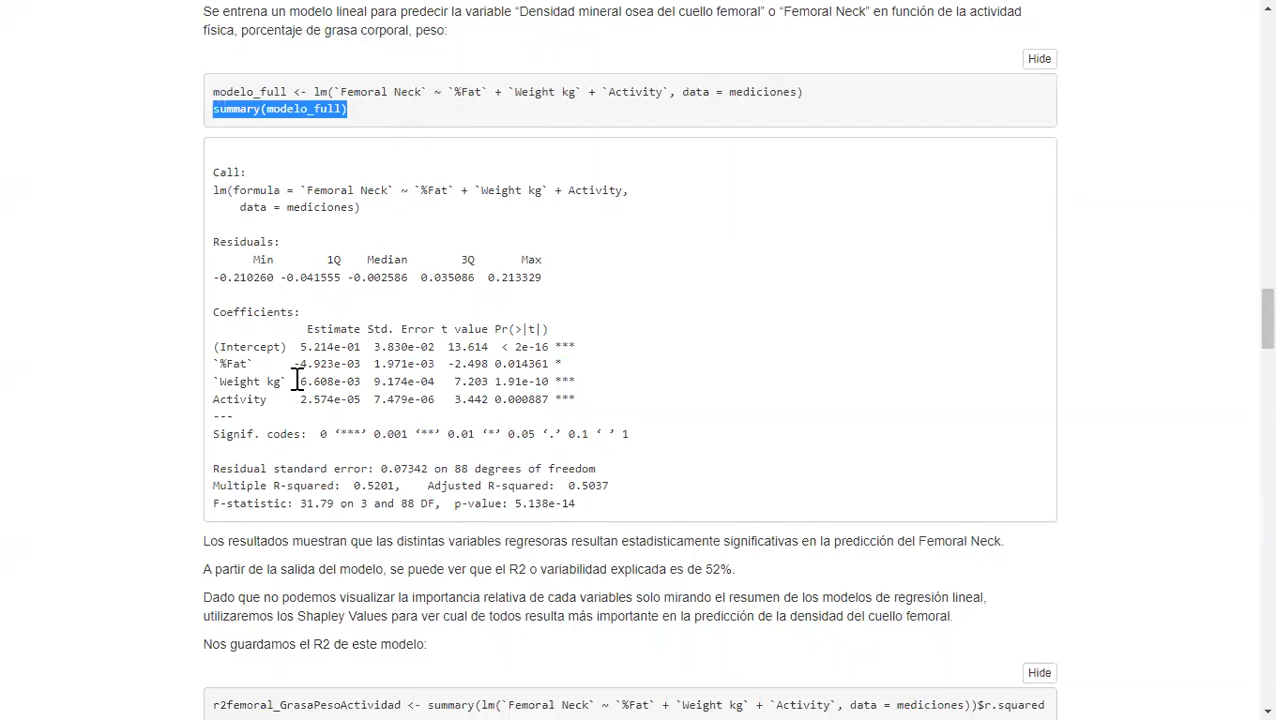 Se entrena un modelo lineal para predecir la variable “Densidad mineral osea del cuello femoral” o “Femoral Neck” en función de la actividad
física, porcentaje de grasa corporal, peso:
Hide
modelo_full <- lm(`Femoral Neck` ~ `%Fat` + `Weight kg` + `Activity`, data = mediciones)
summary(modelo_full)
Call:
lm(formula = `Femoral Neck` ~ `%Fat` + `Weight kg` + Activity,
    data = mediciones)
Residuals:
      Min        1Q    Median        3Q       Max
-0.210260 -0.041555 -0.002586  0.035086  0.213329
Coefficients:
              Estimate Std. Error t value Pr(>|t|)
(Intercept)  5.214e-01  3.830e-02  13.614  < 2e-16 ***
`%Fat`      -4.923e-03  1.971e-03  -2.498 0.014361 *
`Weight kg`  6.608e-03  9.174e-04   7.203 1.91e-10 ***
Activity     2.574e-05  7.479e-06   3.442 0.000887 ***
---
Signif. codes:  0 ‘***’ 0.001 ‘**’ 0.01 ‘*’ 0.05 ‘.’ 0.1 ‘ ’ 1
Residual standard error: 0.07342 on 88 degrees of freedom
Multiple R-squared:  0.5201,    Adjusted R-squared:  0.5037
F-statistic: 31.79 on 3 and 88 DF,  p-value: 5.138e-14
Los resultados muestran que las distintas variables regresoras resultan estadisticamente significativas en la predicción del Femoral Neck.
A partir de la salida del modelo, se puede ver que el R2 o variabilidad explicada es de 52%.
Dado que no podemos visualizar la importancia relativa de cada variables solo mirando el resumen de los modelos de regresión lineal,
utilizaremos los Shapley Values para ver cual de todos resulta más importante en la predicción de la densidad del cuello femoral.
Nos guardamos el R2 de este modelo:
Hide
r2femoral_GrasaPesoActividad <- summary(lm(`Femoral Neck` ~ `%Fat` + `Weight kg` + `Activity`, data = mediciones))$r.squared